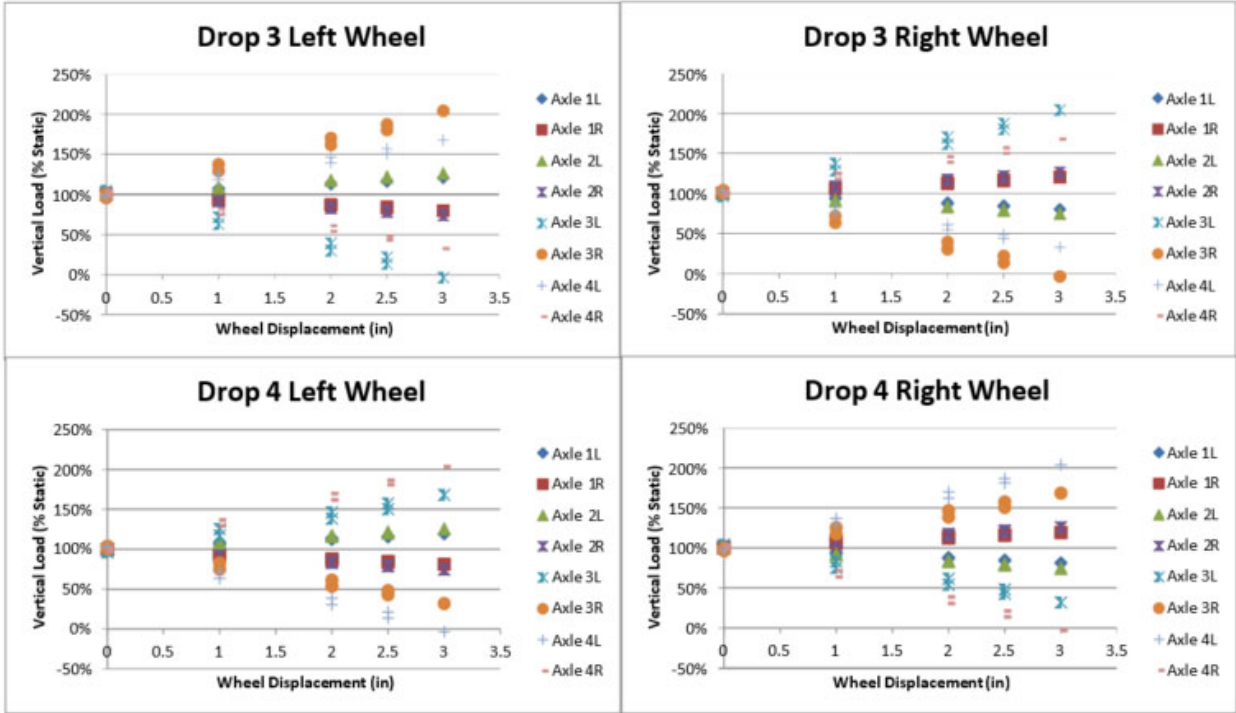 Drop 3 Left Wheel
250%
200%
150%
100%
50%
0%
-50%
Vertical Load (% Static)
0 0.5 1 1.5 2 2.5 3 3.5
Wheel Displacement (in)
Axle 1L
Axle 1R
Axle 2L
Axle 2R
Axle 3L
Axle 3R
Axle 4L
Axle 4R
Drop 3 Right Wheel
250%
200%
150%
100%
50%
0%
-50%
Vertical Load (% Static)
0 0.5 1 1.5 2 2.5 3 3.5
Wheel Displacement (in)
Axle 1L
Axle 1R
Axle 2L
Axle 2R
Axle 3L
Axle 3R
Axle 4L
Axle 4R
Drop 4 Left Wheel
250%
200%
150%
100%
50%
0%
-50%
Vertical Load (% Static)
0 0.5 1 1.5 2 2.5 3 3.5
Wheel Displacement (in)
Axle 1L
Axle 1R
Axle 2L
Axle 2R
Axle 3L
Axle 3R
Axle 4L
Axle 4R
Drop 4 Right Wheel
250%
200%
150%
100%
50%
0%
-50%
Vertical Load (% Static)
0 0.5 1 1.5 2 2.5 3 3.5
Wheel Displacement (in)
Axle 1L
Axle 1R
Axle 2L
Axle 2R
Axle 3L
Axle 3R
Axle 4L
Axle 4R